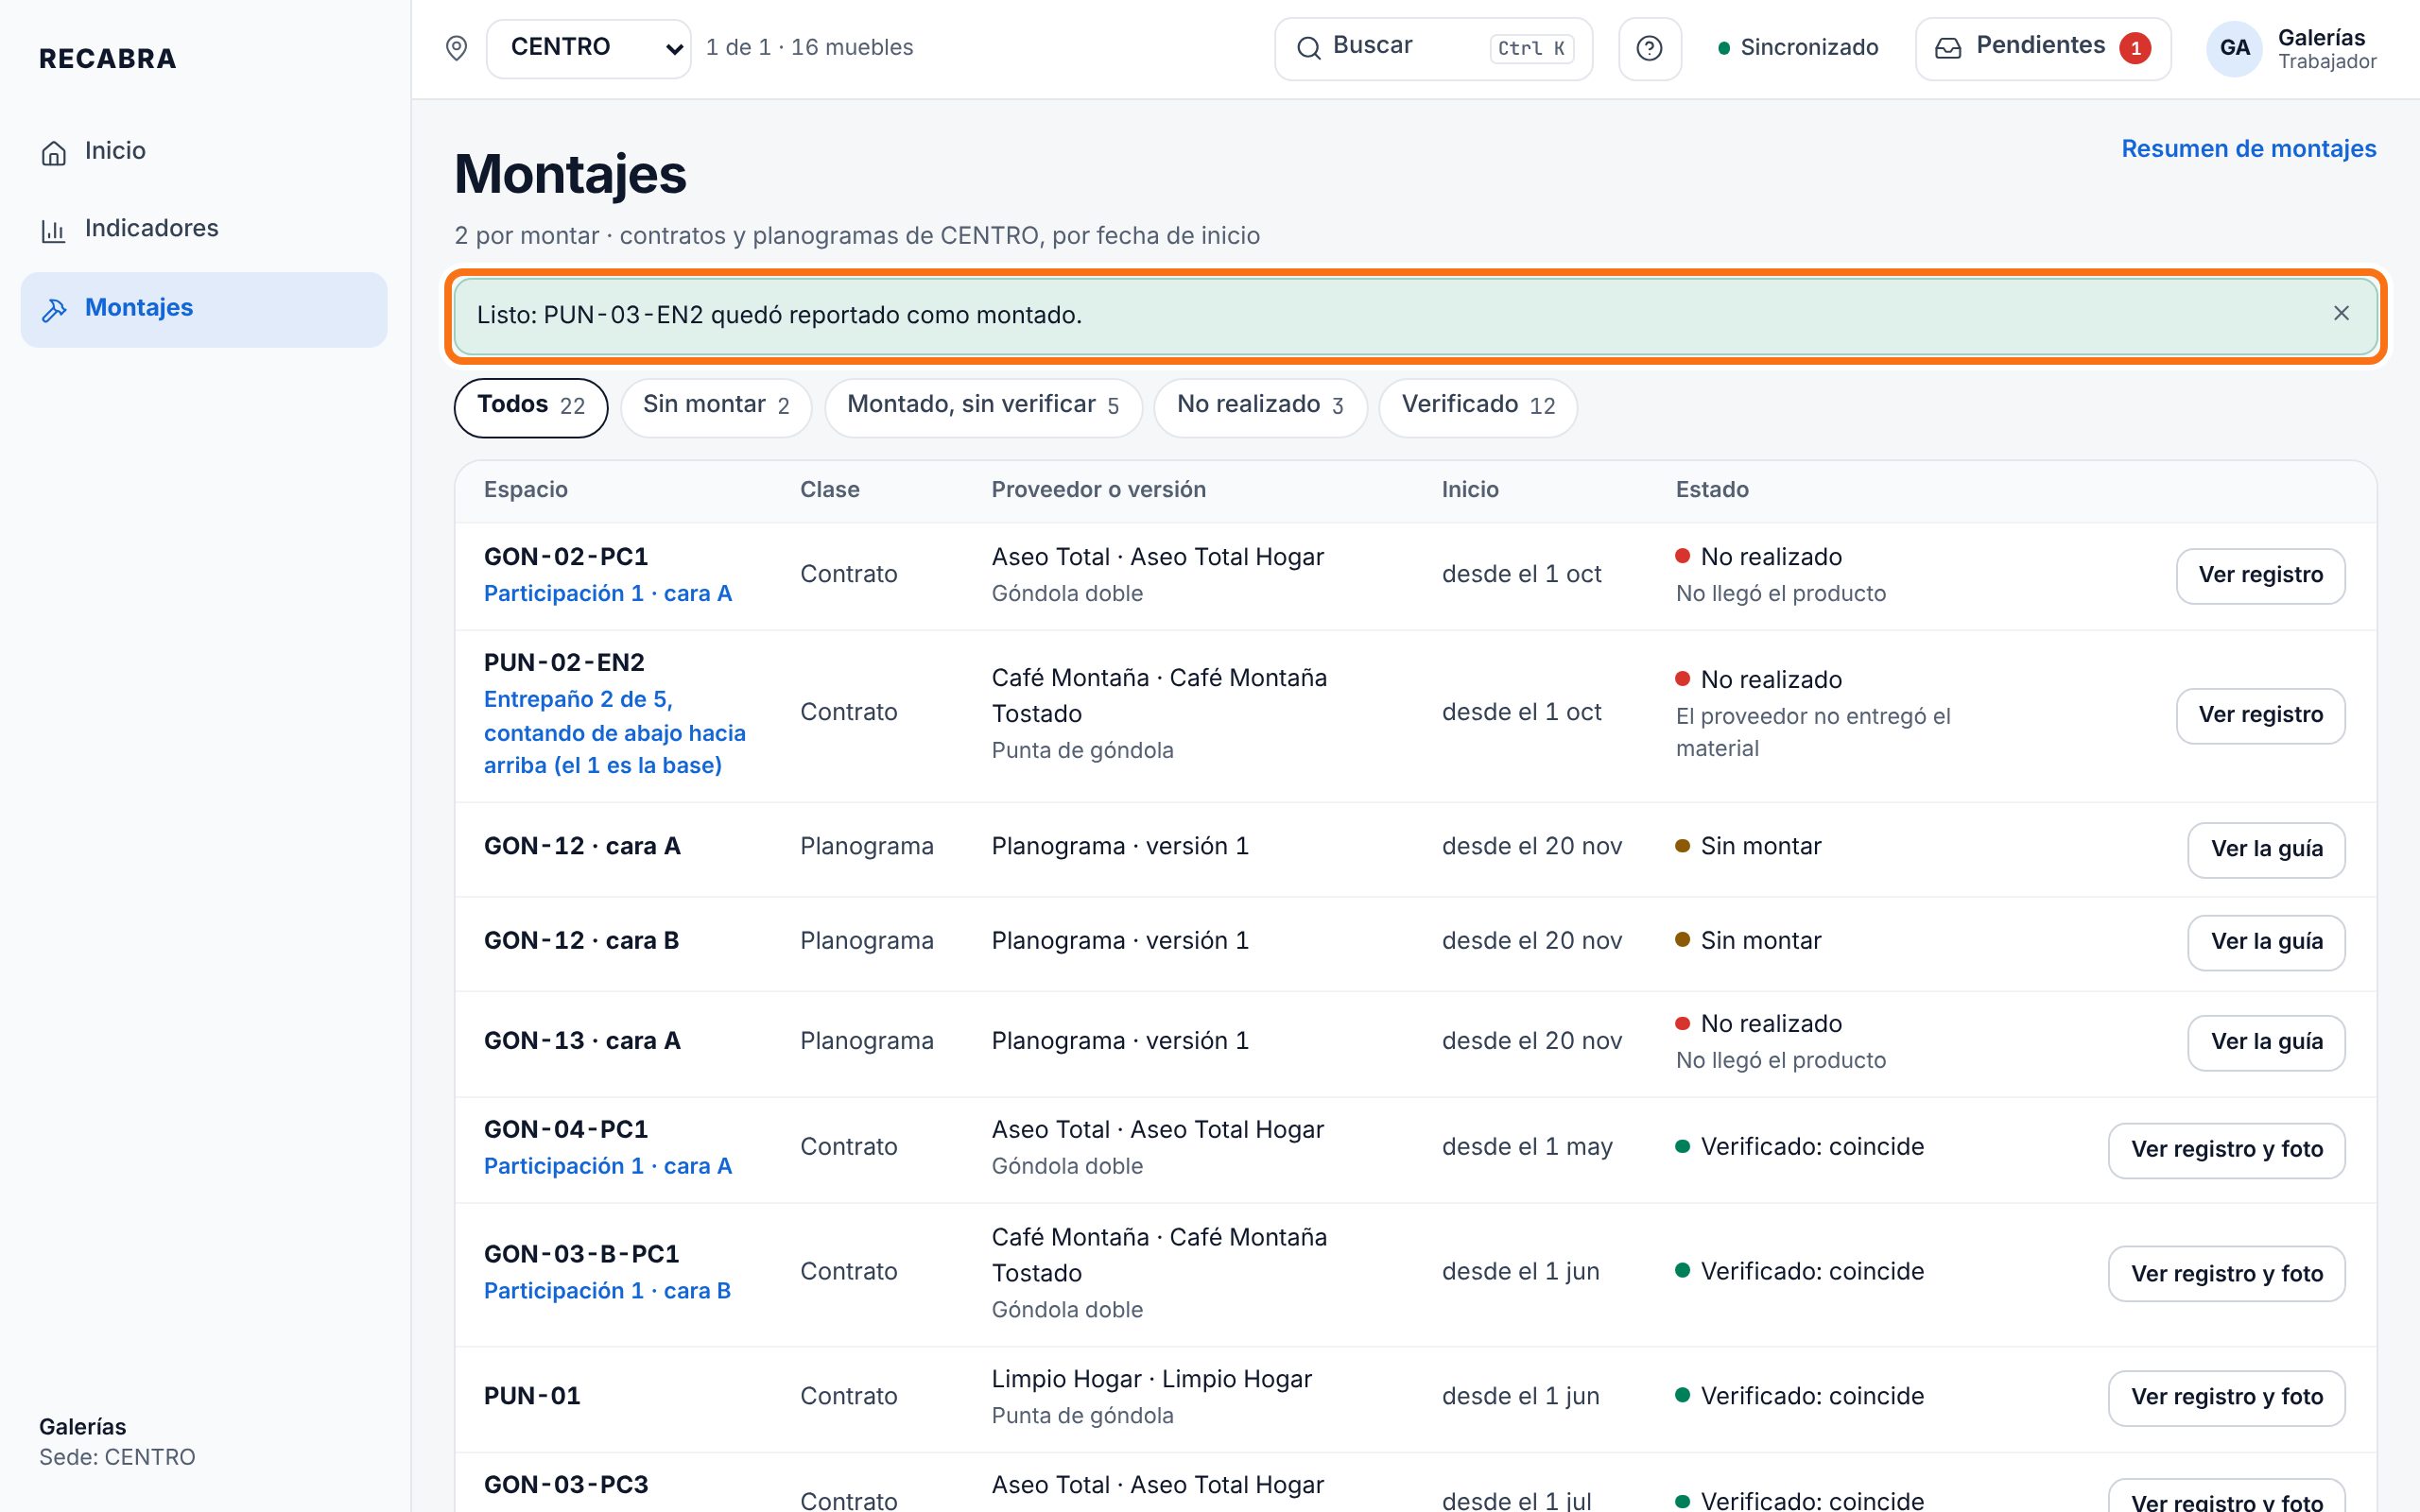 RECABRA
Inicio
Indicadores
Montajes
Galerías
Sede: CENTRO
CENTRO
1 de 1 · 16 muebles
Buscar
Ctrl K
Sincronizado
Pendientes 1
GA
Galerías
Trabajador
Montajes
Resumen de montajes
2 por montar · contratos y planogramas de CENTRO, por fecha de inicio
Listo: PUN-03-EN2 quedó reportado como montado.
Todos 22
Sin montar 2
Montado, sin verificar 5
No realizado 3
Verificado 12
Espacio Clase Proveedor o versión Inicio Estado
GON-02-PC1
Participación 1 · cara A
Contrato
Aseo Total · Aseo Total Hogar
Góndola doble
desde el 1 oct
No realizado
No llegó el producto
Ver registro
PUN-02-EN2
Entrepaño 2 de 5,
contando de abajo hacia
arriba (el 1 es la base)
Contrato
Café Montaña · Café Montaña
Tostado
Punta de góndola
desde el 1 oct
No realizado
El proveedor no entregó el
material
Ver registro
GON-12 · cara A
Planograma
Planograma · versión 1
desde el 20 nov
Sin montar
Ver la guía
GON-12 · cara B
Planograma
Planograma · versión 1
desde el 20 nov
Sin montar
Ver la guía
GON-13 · cara A
Planograma
Planograma · versión 1
desde el 20 nov
No realizado
No llegó el producto
Ver la guía
GON-04-PC1
Participación 1 · cara A
Contrato
Aseo Total · Aseo Total Hogar
Góndola doble
desde el 1 may
Verificado: coincide
Ver registro y foto
GON-03-B-PC1
Participación 1 · cara B
Contrato
Café Montaña · Café Montaña
Tostado
Góndola doble
desde el 1 jun
Verificado: coincide
Ver registro y foto
PUN-01
Contrato
Limpio Hogar · Limpio Hogar
Punta de góndola
desde el 1 jun
Verificado: coincide
Ver registro y foto
GON-03-PC3
Contrato
Aseo Total · Aseo Total Hogar
desde el 1 jul
Verificado: coincide
Ver registro y foto